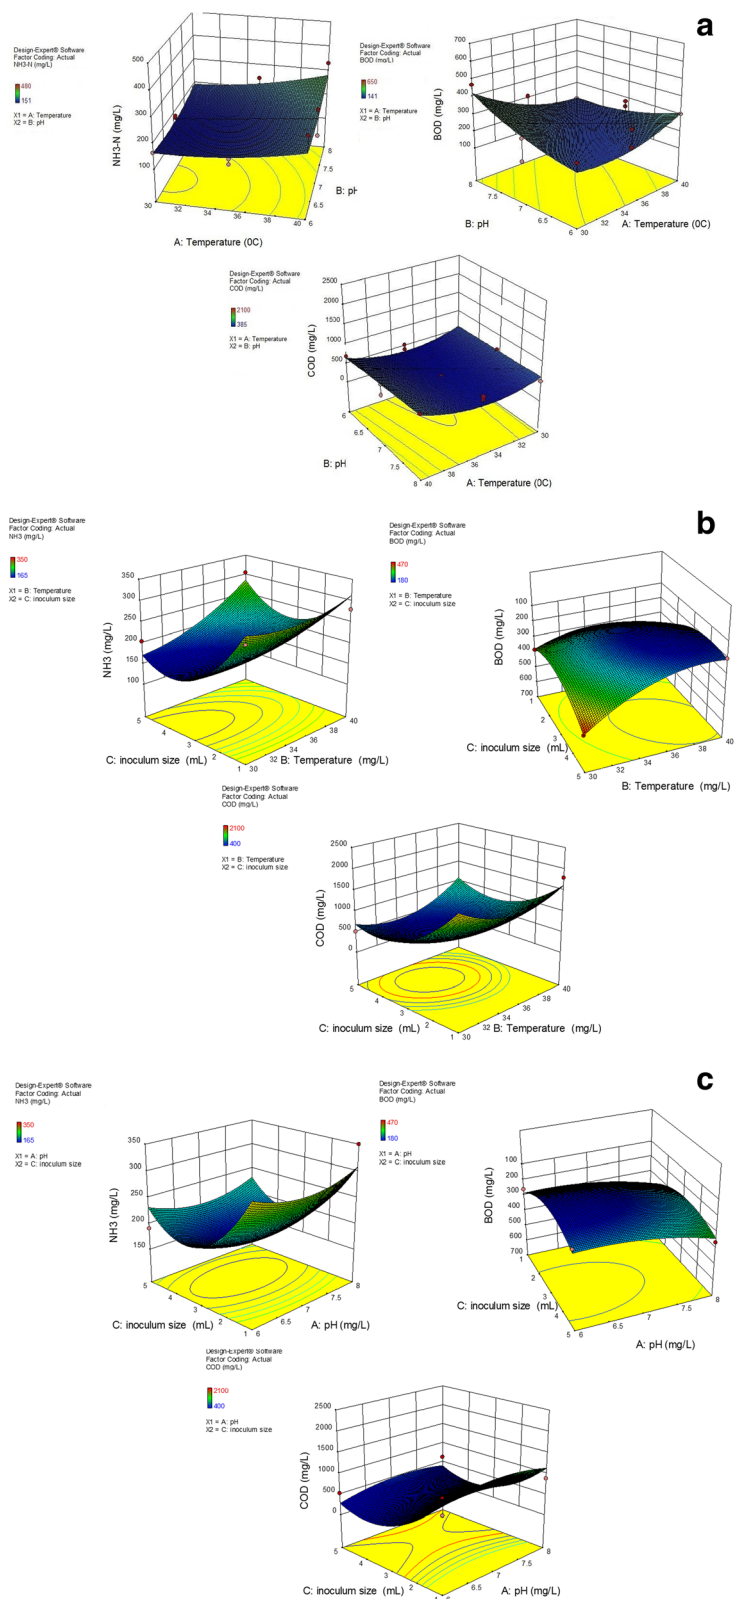 a
Design-Expert® Software
Factor Coding: Actual
NH3-N (mg/L)
480
151
X1 = A: Temperature
X2 = B: pH
500
400
300
200
100
NH3-N (mg/L)
30
32
34
36
38
40
6
6.5
7
7.5
8
B: pH
A: Temperature (0C)
Design-Expert® Software
Factor Coding: Actual
BOD (mg/L)
650
141
X1 = A: Temperature
X2 = B: pH
700
600
500
400
300
200
100
BOD (mg/L)
8
7.5
7
6.5
6
30
32
34
36
38
40
B: pH
A: Temperature (0C)
Design-Expert® Software
Factor Coding: Actual
COD (mg/L)
2100
385
X1 = A: Temperature
X2 = B: pH
2500
2000
1500
1000
500
0
COD (mg/L)
6
6.5
7
7.5
8
40
38
36
34
32
30
B: pH
A: Temperature (0C)
b
Design-Expert® Software
Factor Coding: Actual
NH3 (mg/L)
350
165
X1 = B: Temperature
X2 = C: inoculum size
350
300
250
200
150
100
NH3 (mg/L)
5
4
3
2
1
30
32
34
36
38
40
C: inoculum size (mL)
B: Temperature (mg/L)
Design-Expert® Software
Factor Coding: Actual
BOD (mg/L)
470
180
X1 = B: Temperature
X2 = C: inoculum size
100
200
300
400
500
600
700
BOD (mg/L)
1
2
3
4
5
30
32
34
36
38
40
C: inoculum size (mL)
B: Temperature (mg/L)
Design-Expert® Software
Factor Coding: Actual
COD (mg/L)
2100
400
X1 = B: Temperature
X2 = C: inoculum size
2500
2000
1500
1000
500
0
COD (mg/L)
5
4
3
2
1
30
32
34
36
38
40
C: inoculum size (mL)
B: Temperature (mg/L)
c
Design-Expert® Software
Factor Coding: Actual
NH3 (mg/L)
350
165
X1 = A: pH
X2 = C: inoculum size
350
300
250
200
150
NH3 (mg/L)
5
4
3
2
1
6
6.5
7
7.5
8
C: inoculum size (mL)
A: pH (mg/L)
Design-Expert® Software
Factor Coding: Actual
BOD (mg/L)
470
180
X1 = A: pH
X2 = C: inoculum size
100
200
300
400
500
600
700
BOD (mg/L)
1
2
3
4
5
6
6.5
7
7.5
8
C: inoculum size (mL)
A: pH (mg/L)
Design-Expert® Software
Factor Coding: Actual
COD (mg/L)
2100
400
X1 = A: pH
X2 = C: inoculum size
2500
2000
1500
1000
500
0
COD (mg/L)
5
4
3
2
1
6
6.5
7
7.5
8
C: inoculum size (mL)
A: pH (mg/L)